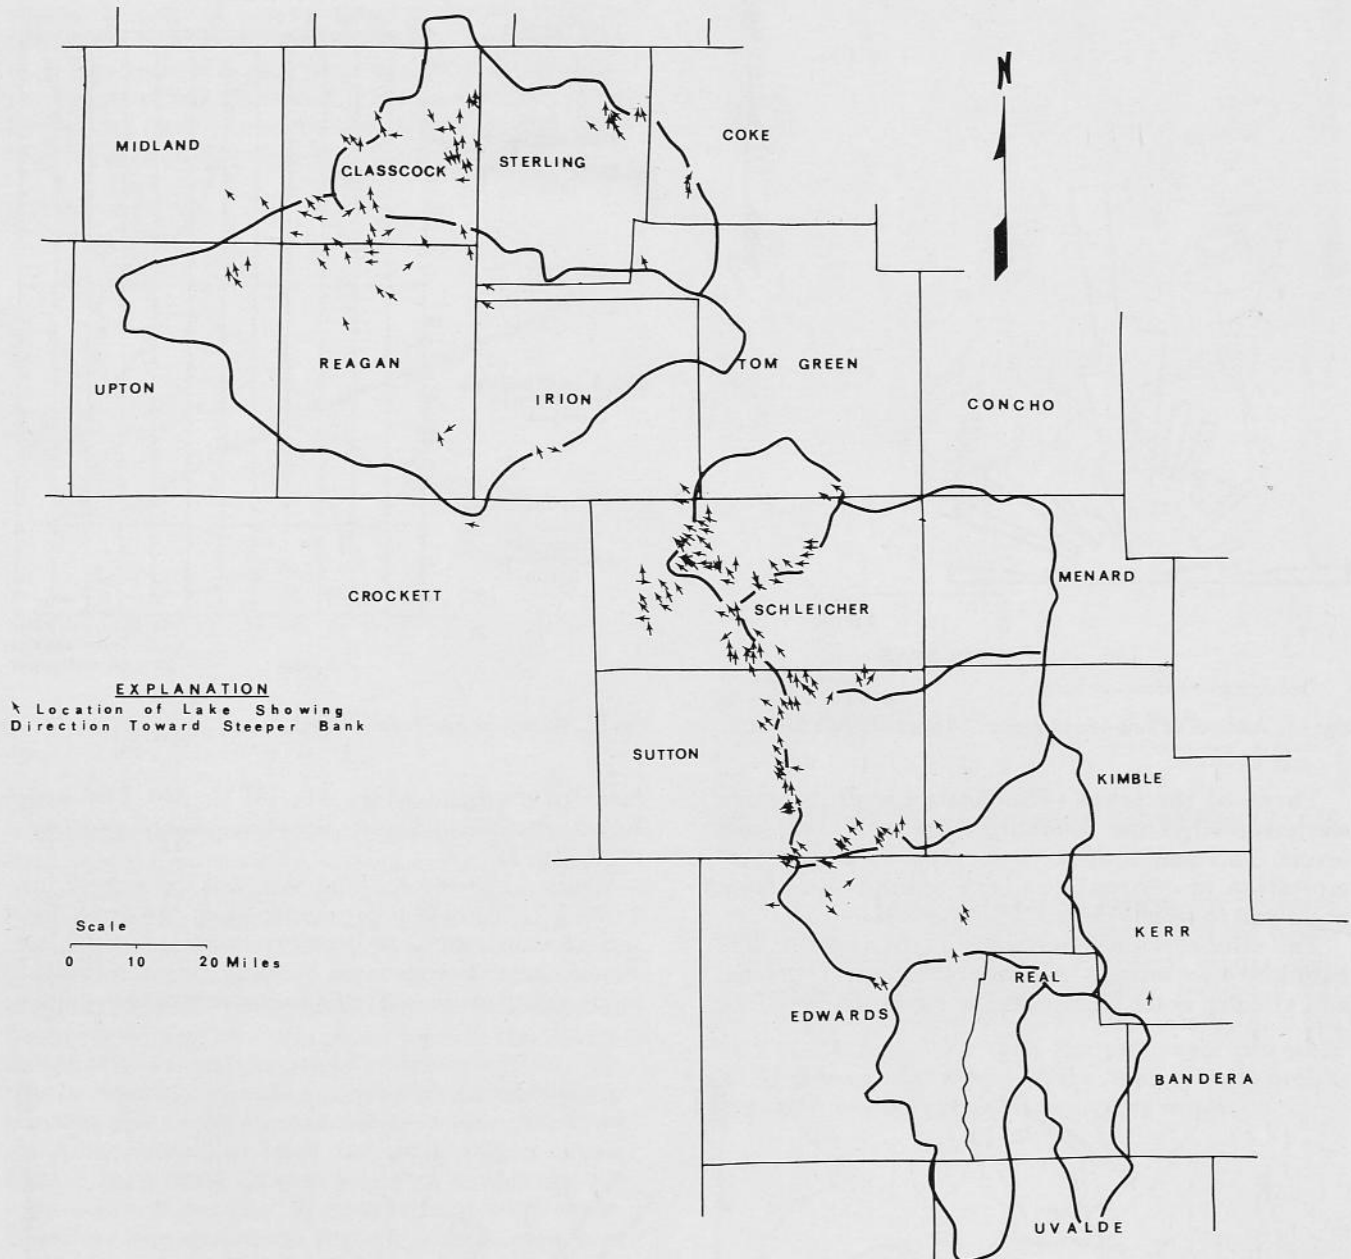 N
COKE
MIDLAND
STERLING
CLASSCOCK
REAGAN
TOM GREEN
UPTON
IRION
CONCHO
MENARD
CROCKETT
SCHLEICHER
EXPLANATION
Location of Lake Showing
Direction Toward Steeper Bank
SUTTON
KIMBLE
Scale
0 10 20 Miles
KERR
REAL
EDWARDS
BANDERA
UVALDE